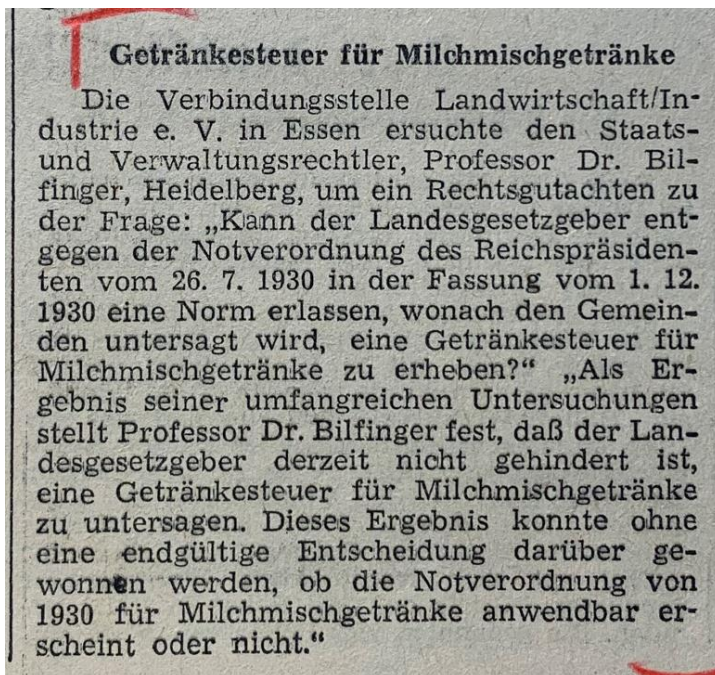 Getränkesteuer für Milchmischgetränke
Die Verbindungsstelle Landwirtschaft/In-
dustrie e. V. in Essen ersuchte den Staats-
und Verwaltungsrechtler, Professor Dr. Bil-
finger, Heidelberg, um ein Rechtsgutachten zu
der Frage: „Kann der Landesgesetzgeber ent-
gegen der Notverordnung des Reichspräsiden-
ten vom 26. 7. 1930 in der Fassung vom 1. 12.
1930 eine Norm erlassen, wonach den Gemein-
den untersagt wird, eine Getränkesteuer für
Milchmischgetränke zu erheben?“ „Als Er-
gebnis seiner umfangreichen Untersuchungen
stellt Professor Dr. Bilfinger fest, daß der Lan-
desgesetzgeber derzeit nicht gehindert ist,
eine Getränkesteuer für Milchmischgetränke
zu untersagen. Dieses Ergebnis konnte ohne
eine endgültige Entscheidung darüber ge-
wonnen werden, ob die Notverordnung von
1930 für Milchmischgetränke anwendbar er-
scheint oder nicht.“